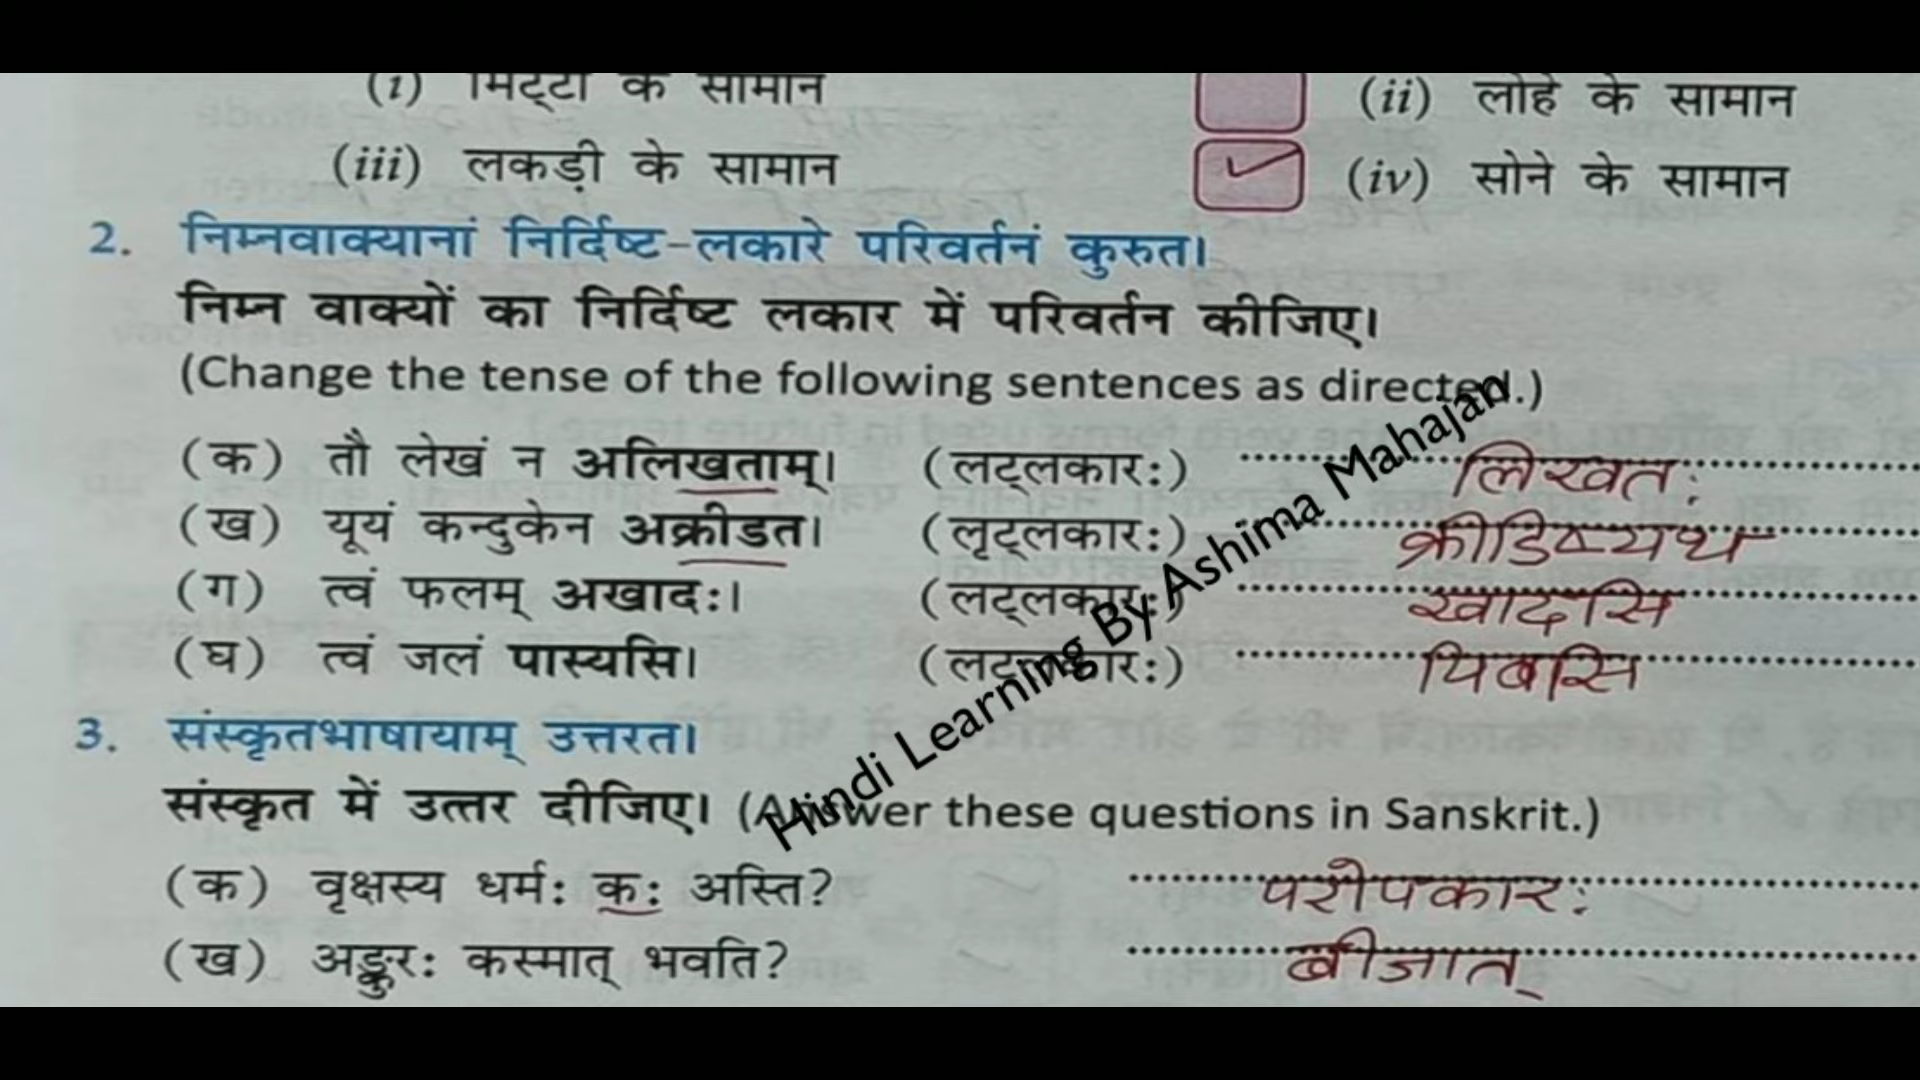 (i) मिट्टी के सामान (ii) लोहे के सामान
(iii) लकड़ी के सामान ✓ (iv) सोने के सामान
2. निम्नवाक्यानां निर्दिष्ट-लकारे परिवर्तनं कुरुत।
निम्न वाक्यों का निर्दिष्ट लकार में परिवर्तन कीजिए।
(Change the tense of the following sentences as directed.)
(क) तौ लेखं न अलिखताम्। (लट्लकारः) लिखतः
(ख) यूयं कन्दुकेन अक्रीडत। (लृट्लकारः) क्रीडिष्यथ
(ग) त्वं फलम् अखादः। (लट्लकारः) खादसि
(घ) त्वं जलं पास्यसि। (लट्लकारः) पिबसि
3. संस्कृतभाषायाम् उत्तरत।
संस्कृत में उत्तर दीजिए। (Answer these questions in Sanskrit.)
(क) वृक्षस्य धर्मः कः अस्ति? परोपकारः
(ख) अङ्कुरः कस्मात् भवति? बीजात्
Hindi Learning By Ashima Mahajan